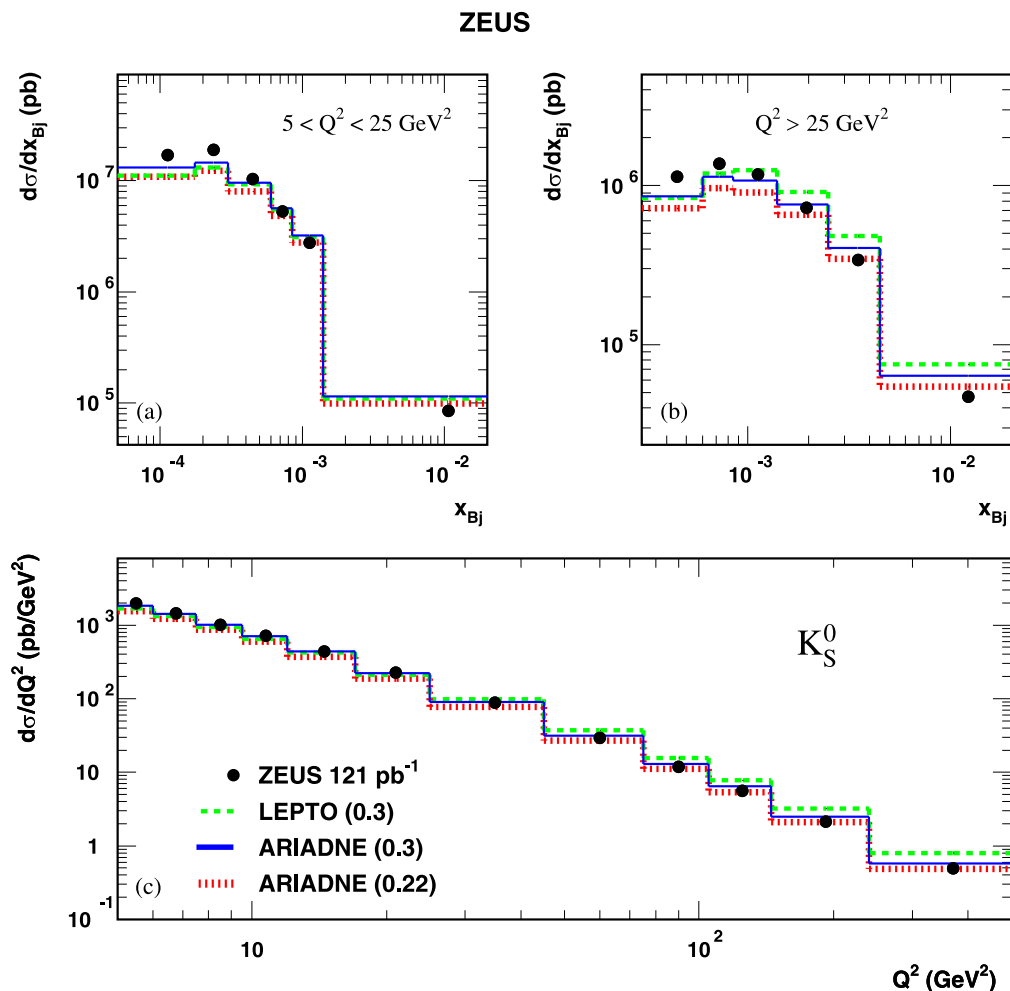 ZEUS
dσ/dx_Bj (pb)
5 < Q² < 25 GeV²
10⁷
10⁶
10⁵
(a)
10⁻⁴
10⁻³
10⁻²
x_Bj
dσ/dx_Bj (pb)
Q² > 25 GeV²
10⁶
10⁵
(b)
10⁻³
10⁻²
x_Bj
dσ/dQ² (pb/GeV²)
10³
10²
10
1
10⁻¹
K⁰_S
ZEUS 121 pb⁻¹
LEPTO (0.3)
ARIADNE (0.3)
ARIADNE (0.22)
(c)
10
10²
Q² (GeV²)